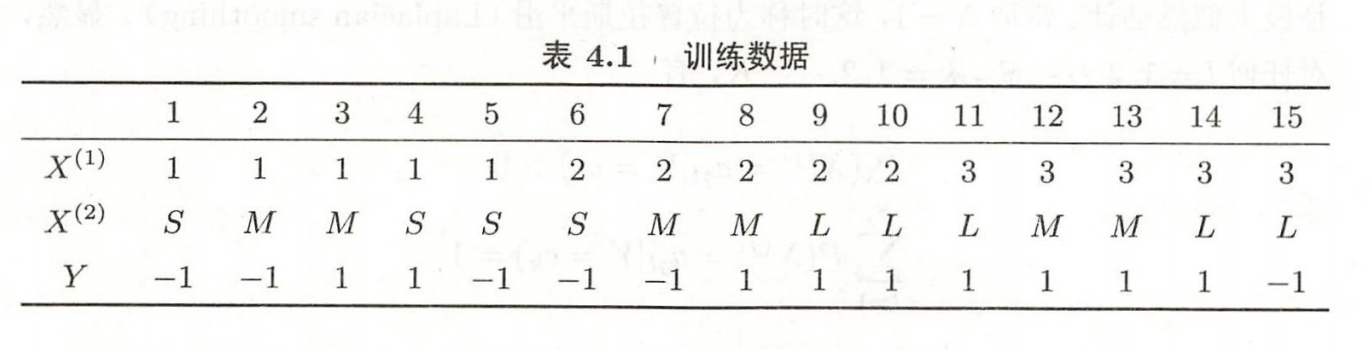 表 4.1 训练数据
1 2 3 4 5 6 7 8 9 10 11 12 13 14 15
X⁽¹⁾ 1 1 1 1 1 2 2 2 2 2 3 3 3 3 3
X⁽²⁾ S M M S S S M M L L L M M L L
Y −1 −1 1 1 −1 −1 −1 1 1 1 1 1 1 1 −1